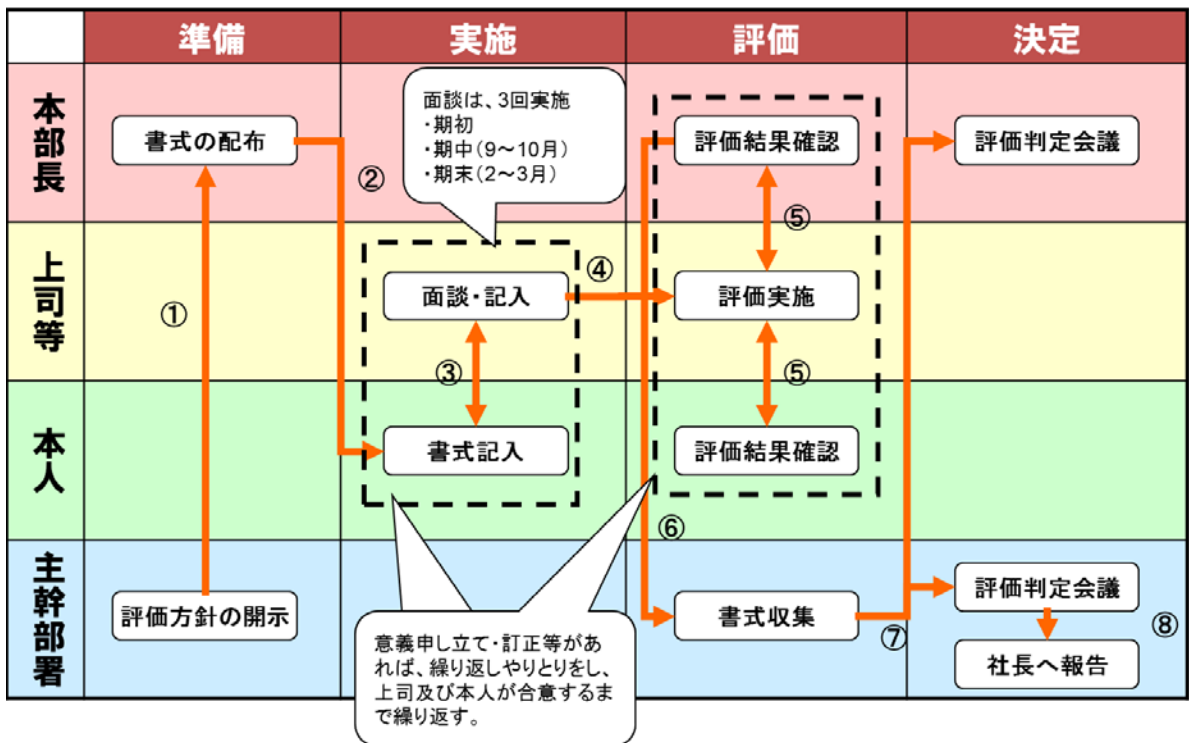 準備
実施
評価
決定
本部長
書式の配布
②
面談は、3回実施
・期初
・期中(9～10月)
・期末(2～3月)
評価結果確認
評価判定会議
⑤
上司等
①
面談・記入
④
評価実施
③
⑤
本人
書式記入
評価結果確認
⑥
主幹部署
評価方針の開示
意義申し立て・訂正等があ
れば、繰り返しやりとりをし、
上司及び本人が合意するま
で繰り返す。
書式収集
⑦
評価判定会議
⑧
社長へ報告